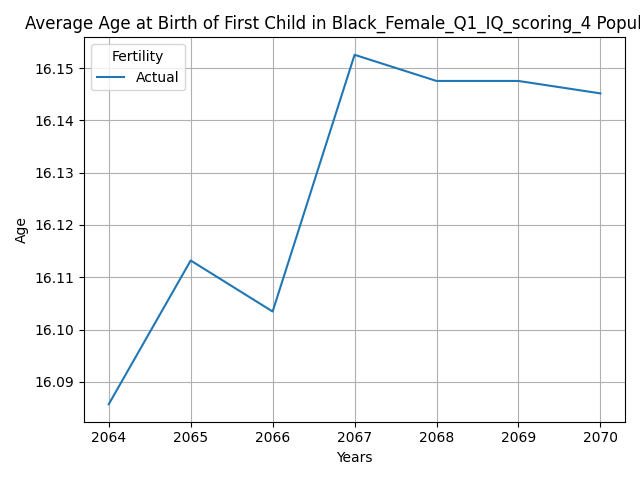 Average Age at Birth of First Child in Black_Female_Q1_IQ_scoring_4 Popul
Fertility
Actual
16.15
16.14
16.13
16.12
16.11
16.10
16.09
Age
2064 2065 2066 2067 2068 2069 2070
Years